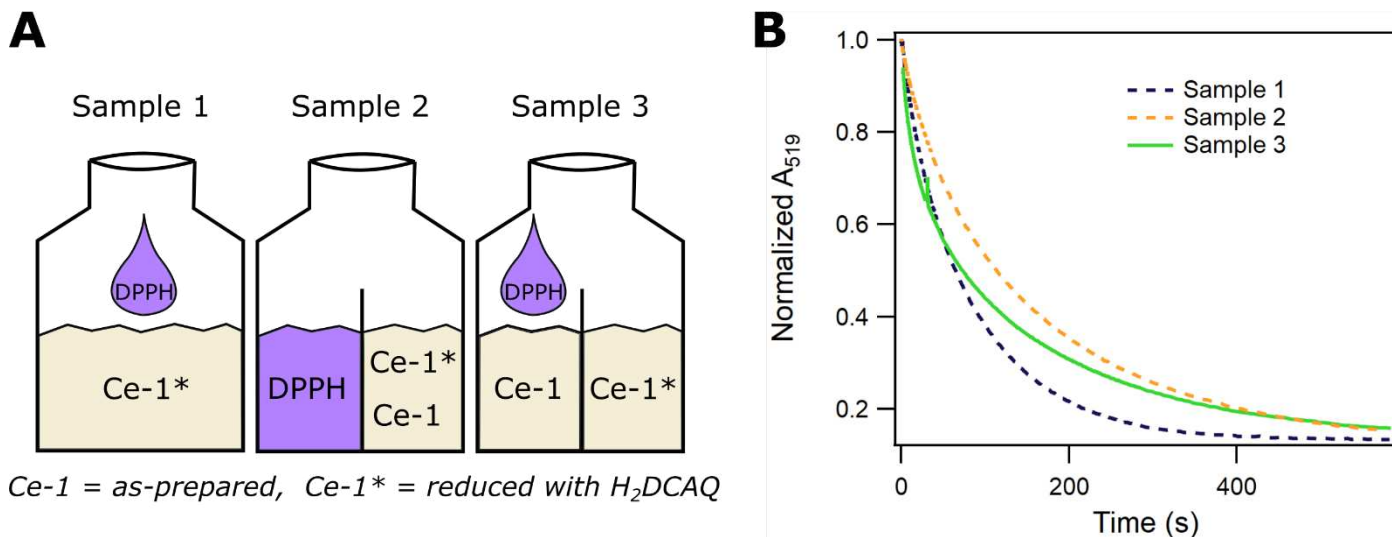 A
Sample 1 Sample 2 Sample 3
DPPH
DPPH
Ce-1*
DPPH
Ce-1*
Ce-1
Ce-1
Ce-1*
Ce-1 = as-prepared, Ce-1* = reduced with H₂DCAQ
B
Normalized A₅₁₉
1.0
0.8
0.6
0.4
0.2
Sample 1
Sample 2
Sample 3
0 200 400
Time (s)